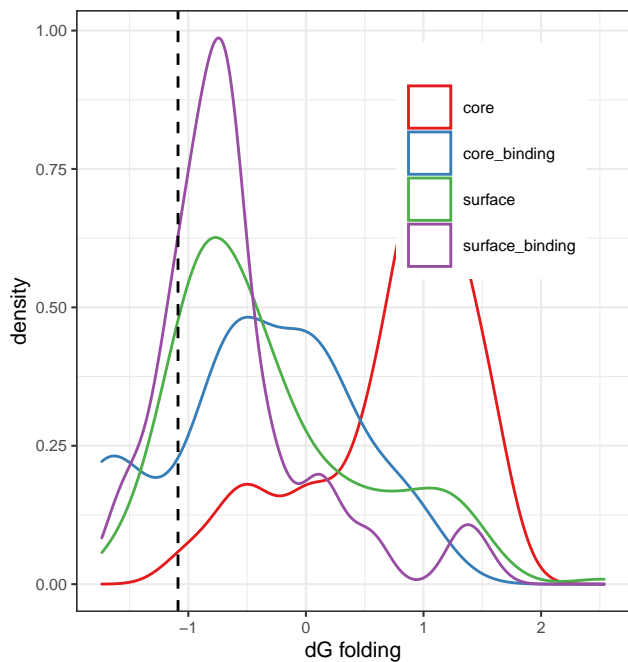 1.00
0.75
0.50
0.25
0.00
density
core
core_binding
surface
surface_binding
−1
0
1
2
dG folding